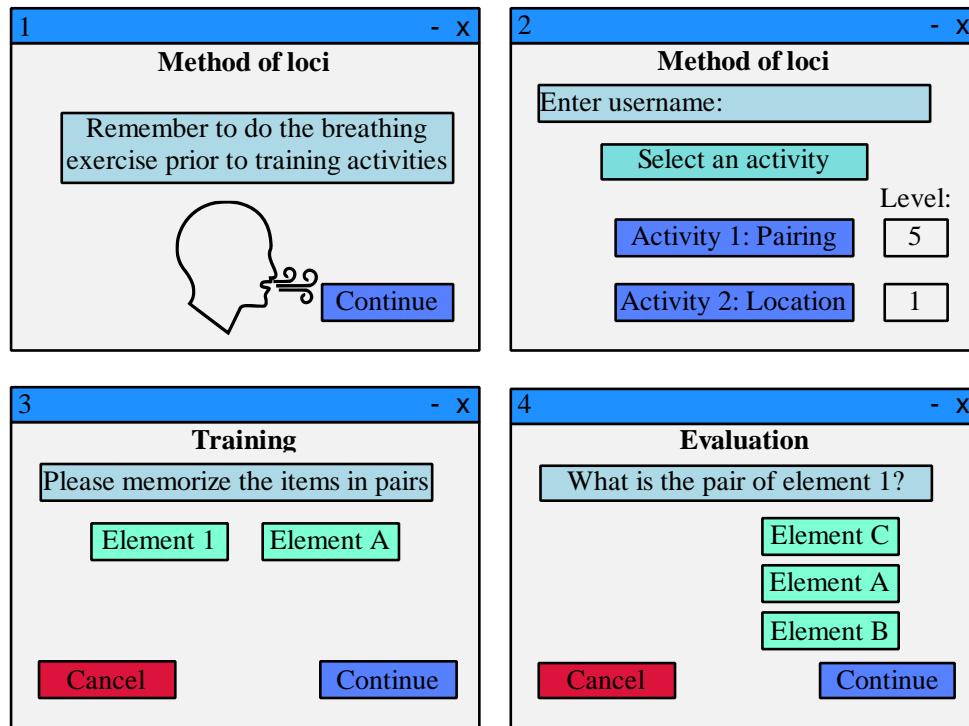 1 - x
Method of loci
Remember to do the breathing
exercise prior to training activities
Continue
2 - x
Method of loci
Enter username:
Select an activity
Level:
Activity 1: Pairing 5
Activity 2: Location 1
3 - x
Training
Please memorize the items in pairs
Element 1 Element A
Cancel Continue
4 - x
Evaluation
What is the pair of element 1?
Element C
Element A
Element B
Cancel Continue